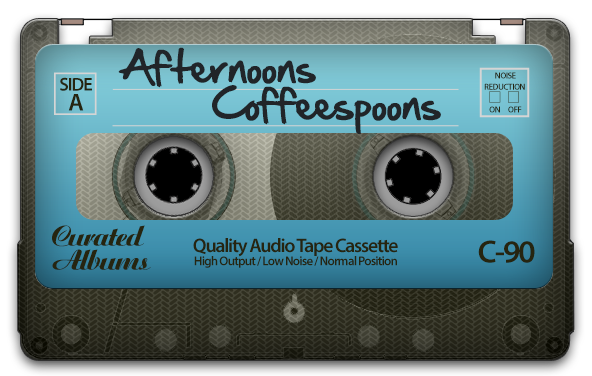 Afternoons
Coffeespoons
SIDE
A
NOISE
REDUCTION
ON OFF
Curated
Albums
Quality Audio Tape Cassette
High Output / Low Noise / Normal Position
C-90